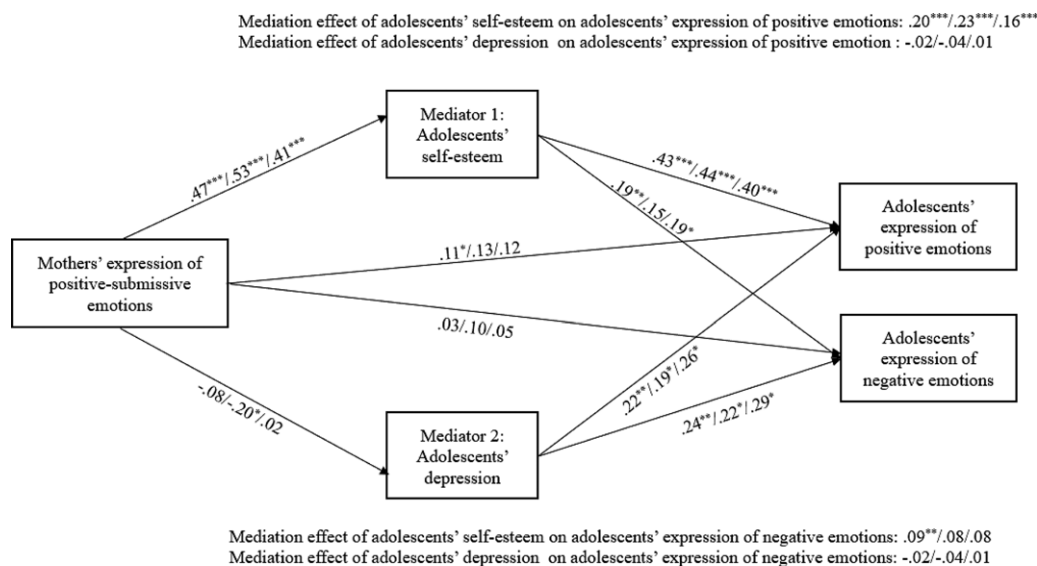 Mediation effect of adolescents' self-esteem on adolescents' expression of positive emotions: .20***/.23***/.16***
Mediation effect of adolescents' depression on adolescents' expression of positive emotion : -.02/-.04/.01
Mediator 1:
Adolescents'
self-esteem
.47***/.53***/.41***
.43***/.44***/.40***
.19**/.15/.19*
Adolescents'
expression of
positive emotions
Mothers' expression of
positive-submissive
emotions
.11*/.13/.12
.03/.10/.05
Adolescents'
expression of
negative emotions
-.08/-.20*/.02
.22**/.19*/.26*
.24**/.22*/.29*
Mediator 2:
Adolescents'
depression
Mediation effect of adolescents' self-esteem on adolescents' expression of negative emotions: .09**/.08/.08
Mediation effect of adolescents' depression on adolescents' expression of negative emotions: -.02/-.04/.01